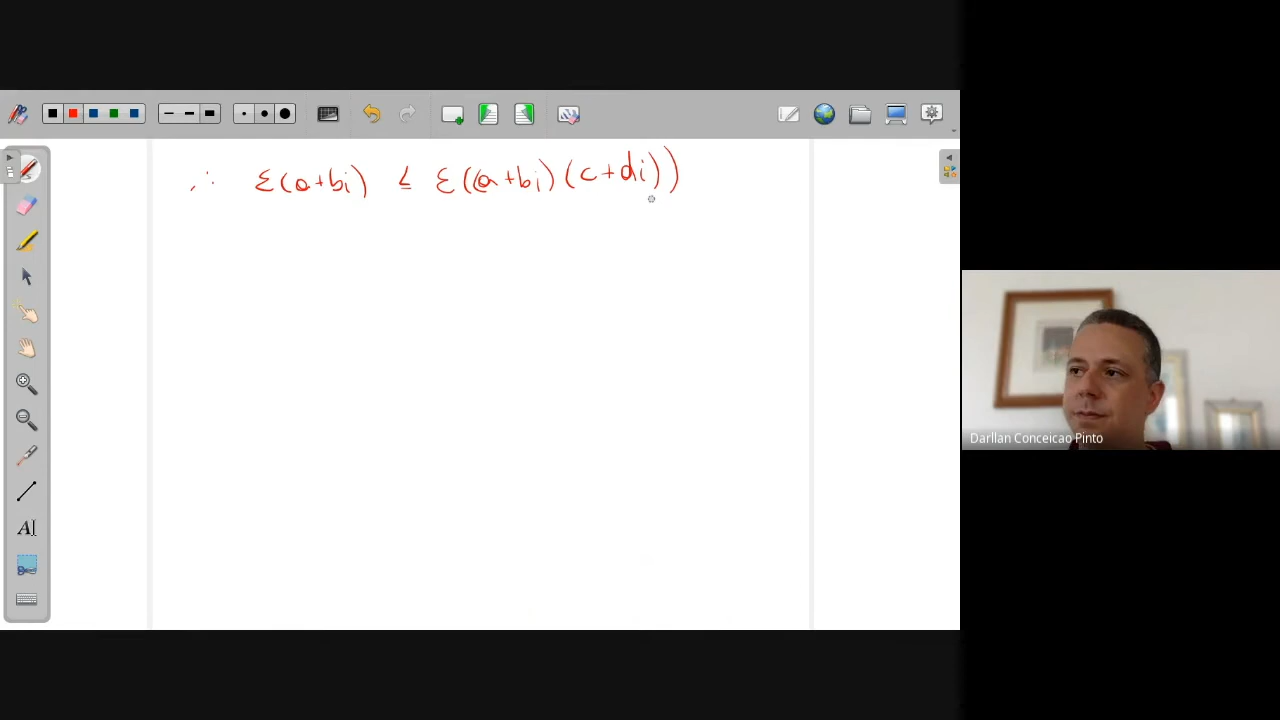 ∴ ε(a+bi) ≤ ε((a+bi)(c+di))
Darllan Conceicao Pinto